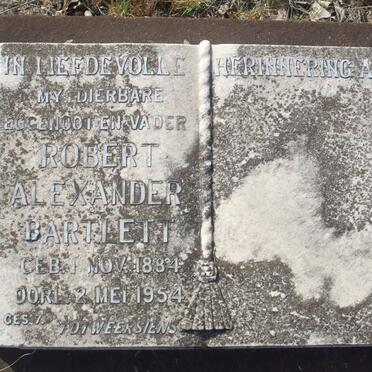 IN LIEFDEVOLLE HERINNERING A
MY DIERBARE
EGGENOOT EN VADER
ROBERT
ALEXANDER
BARTLETT
GEB. 1 NOV. 1884
OORL. 2 MEI 1954
GES. 
TOT WEERSIENS